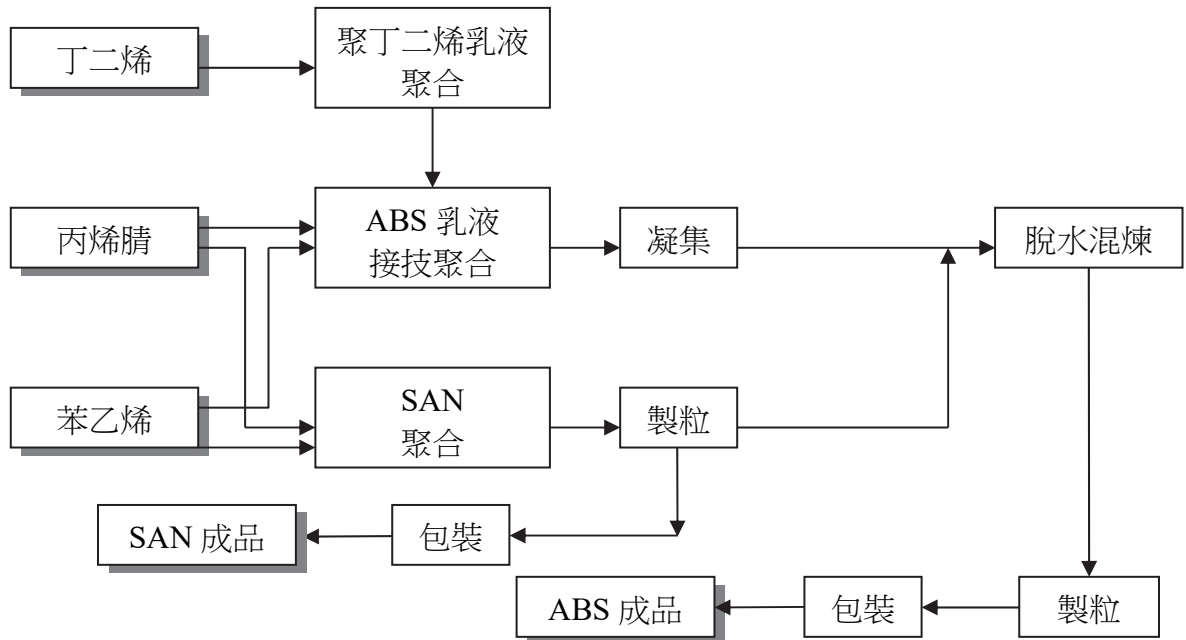 丁二烯
聚丁二烯乳液
聚合
丙烯腈
ABS 乳液
接技聚合
凝集
脫水混煉
苯乙烯
SAN
聚合
製粒
SAN 成品
包裝
ABS 成品
包裝
製粒